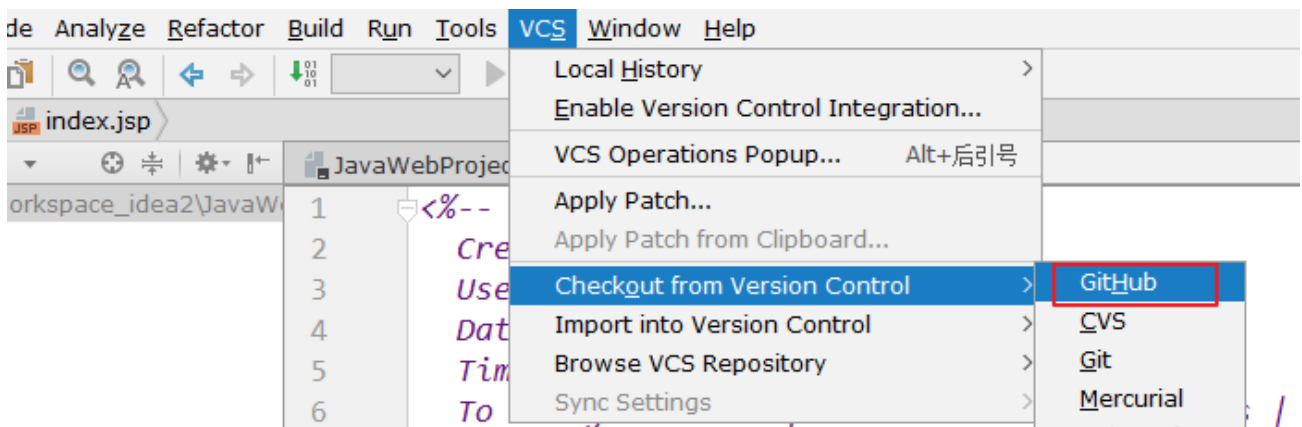 de Analyze Refactor Build Run Tools VCS Window Help
Local History
Enable Version Control Integration...
index.jsp
JSP
VCS Operations Popup... Alt+后引号
JavaWebProjec
orkspace_idea2\JavaW
Apply Patch...
1 <%--
Apply Patch from Clipboard...
2 Cre
Checkout from Version Control
GitHub
3 Use
Import into Version Control
CVS
4 Dat
Browse VCS Repository
Git
5 Tim
Sync Settings
Mercurial
6 To